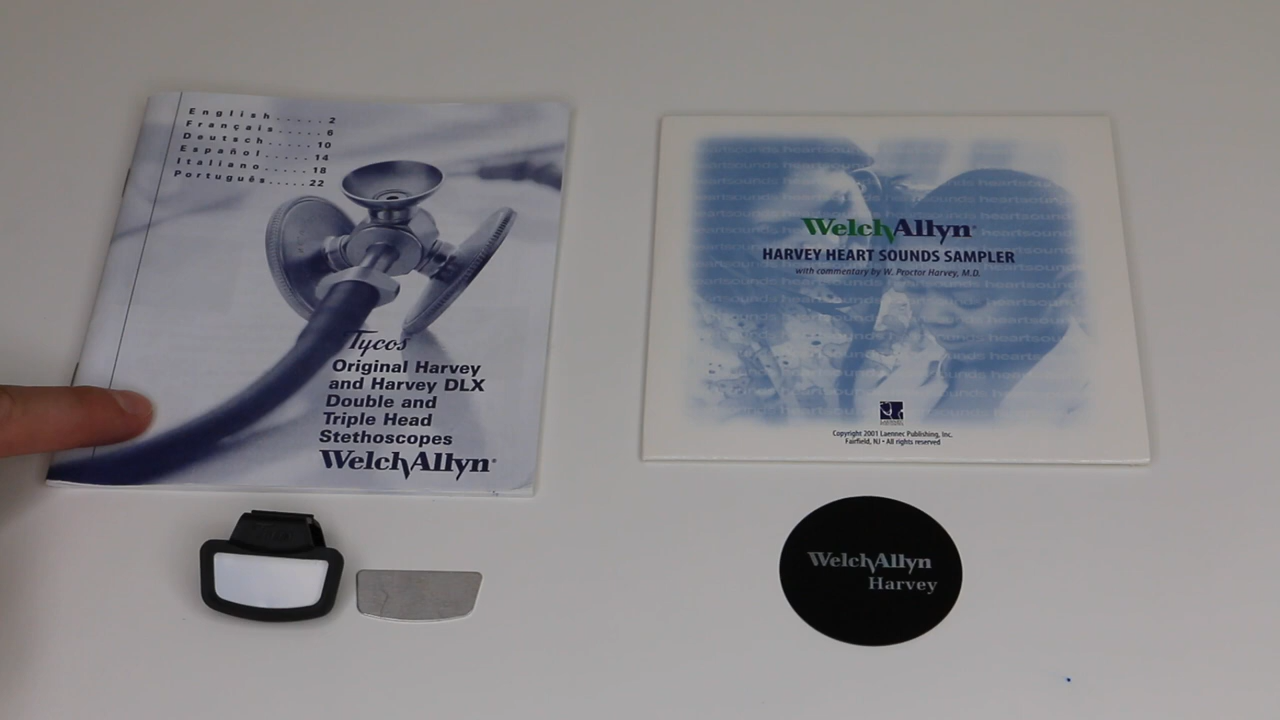 English.....2
Français.....6
Deutsch.....10
Español.....14
Italiano.....18
Português.....22
Tycos
Original Harvey
and Harvey DLX
Double and
Triple Head
Stethoscopes
WelchAllyn®
WelchAllyn®
HARVEY HEART SOUNDS SAMPLER
with commentary by W. Proctor Harvey, M.D.
Copyright 2001 Laennec Publishing, Inc.
Fairfield, NJ • All rights reserved
WelchAllyn
Harvey